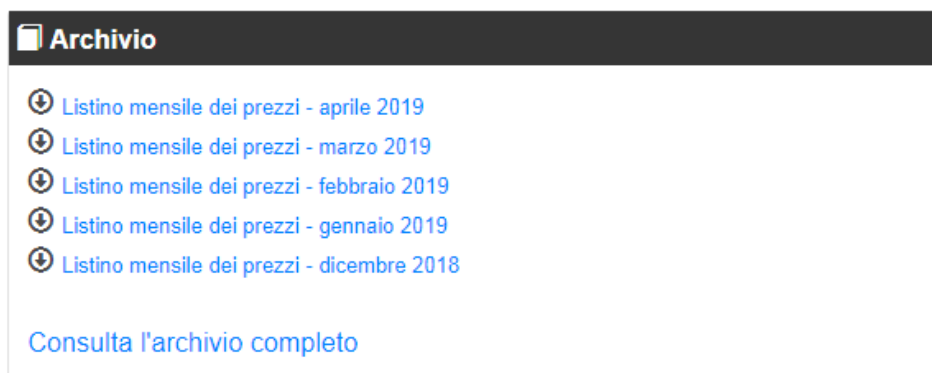 Archivio
Listino mensile dei prezzi - aprile 2019
Listino mensile dei prezzi - marzo 2019
Listino mensile dei prezzi - febbraio 2019
Listino mensile dei prezzi - gennaio 2019
Listino mensile dei prezzi - dicembre 2018
Consulta l'archivio completo